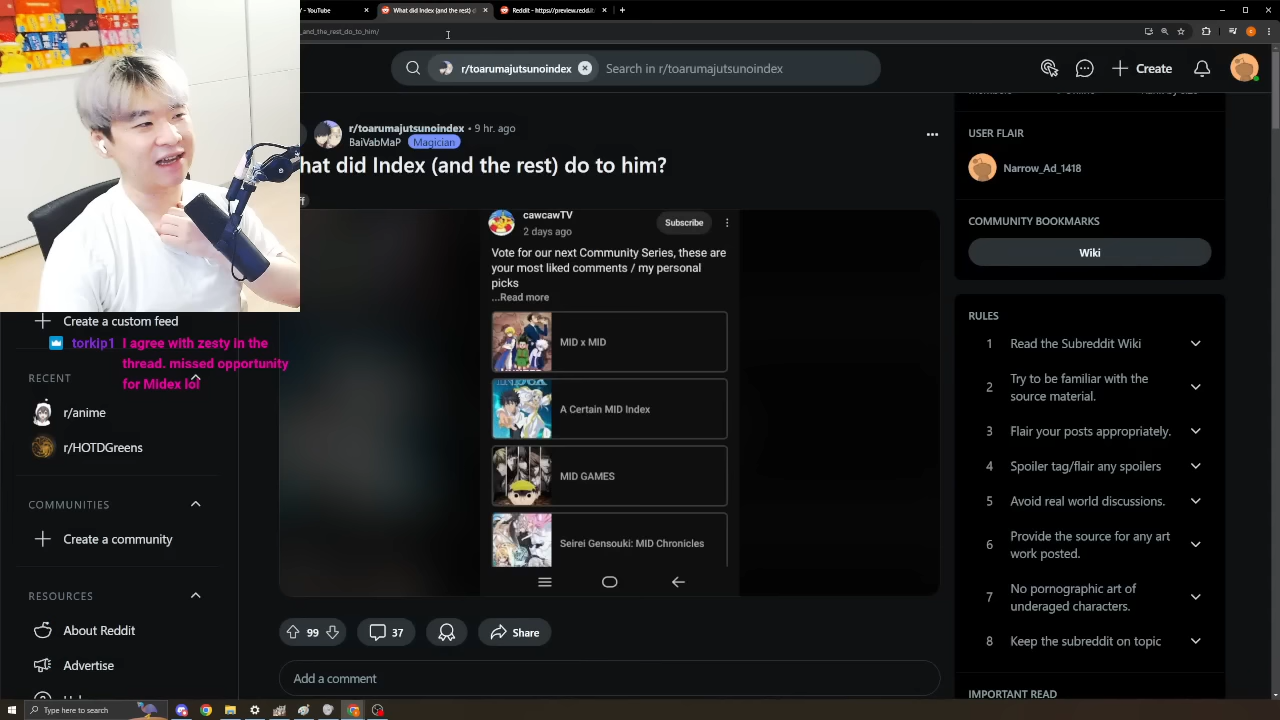 YouTube
What did Index (and the rest) d
Reddit - https://preview.redd.it
_and_the_rest_do_to_him/
r/toarumajutsunoindex
Search in r/toarumajutsunoindex
Create
r/toarumajutsunoindex • 9 hr. ago
BaiVabMaP Magician
hat did Index (and the rest) do to him?
cawcawTV
2 days ago
Subscribe
Vote for our next Community Series, these are
your most liked comments / my personal
picks
...Read more
MID x MID
A Certain MID Index
MID GAMES
Seirei Gensouki: MID Chronicles
99
37
Share
Add a comment
Create a custom feed
torkip1 I agree with zesty in the
thread. missed opportunity
for Midex lol
RECENT
r/anime
r/HOTDGreens
COMMUNITIES
Create a community
RESOURCES
About Reddit
Advertise
USER FLAIR
Narrow_Ad_1418
COMMUNITY BOOKMARKS
Wiki
RULES
1 Read the Subreddit Wiki
2 Try to be familiar with the
source material.
3 Flair your posts appropriately.
4 Spoiler tag/flair any spoilers
5 Avoid real world discussions.
6 Provide the source for any art
work posted.
7 No pornographic art of
underaged characters.
8 Keep the subreddit on topic
IMPORTANT READ
Type here to search